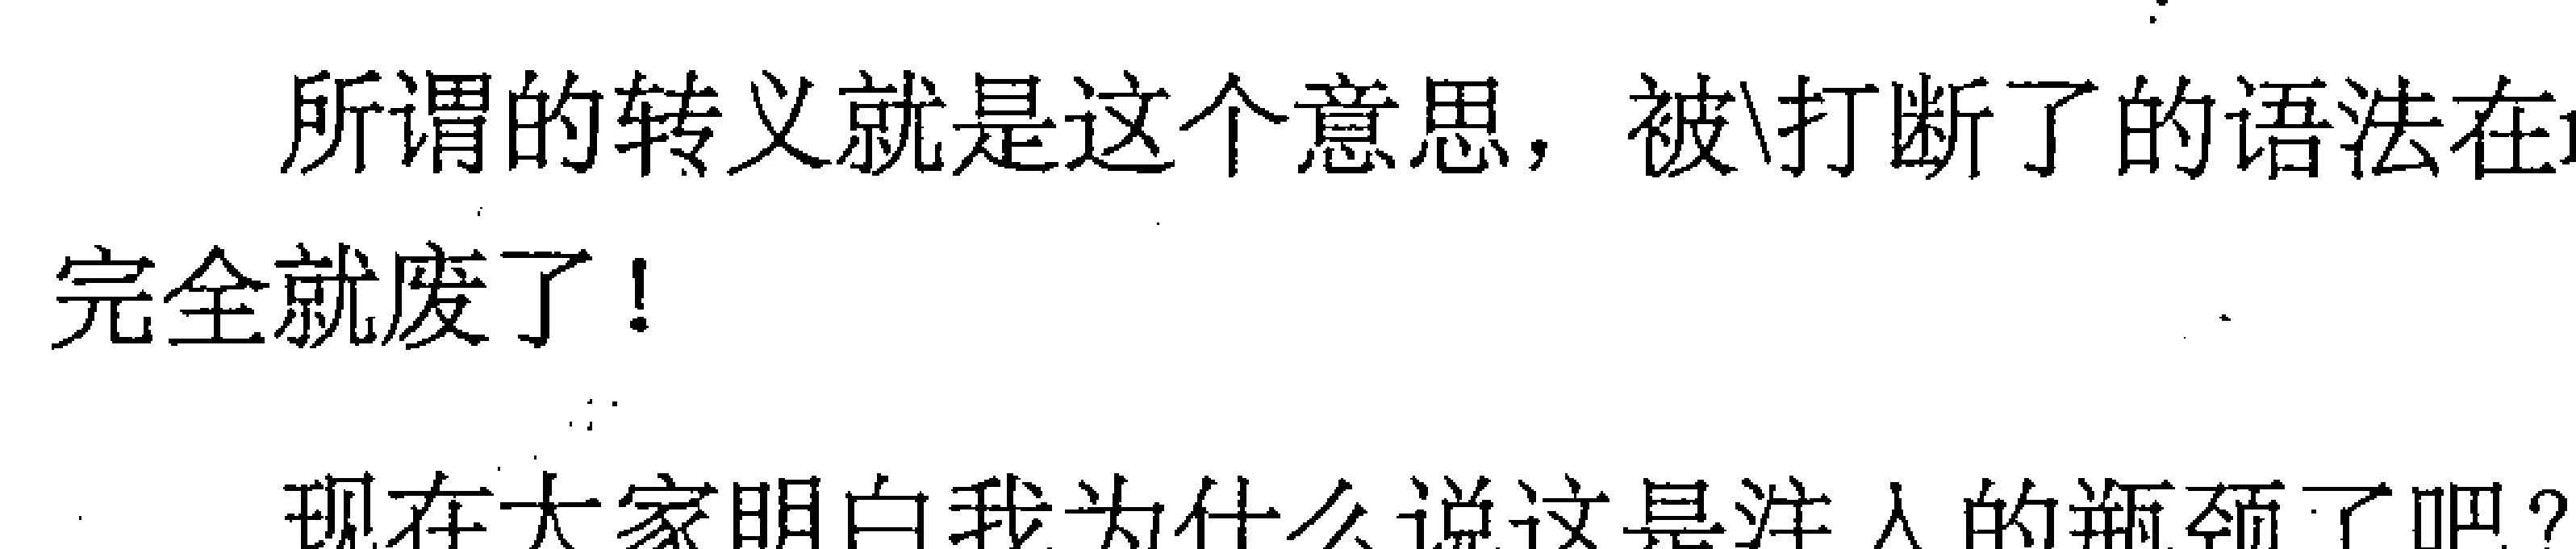 所谓的转义就是这个意思，被\打断了的语法在
完全就废了！
现在大家明白我为什么说这是注入的瓶颈了吧？